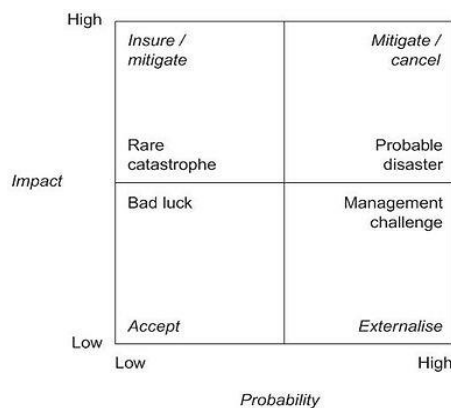 High
Insure /
mitigate
Mitigate /
cancel
Rare
catastrophe
Probable
disaster
Impact
Bad luck
Management
challenge
Accept
Externalise
Low
Low
High
Probability